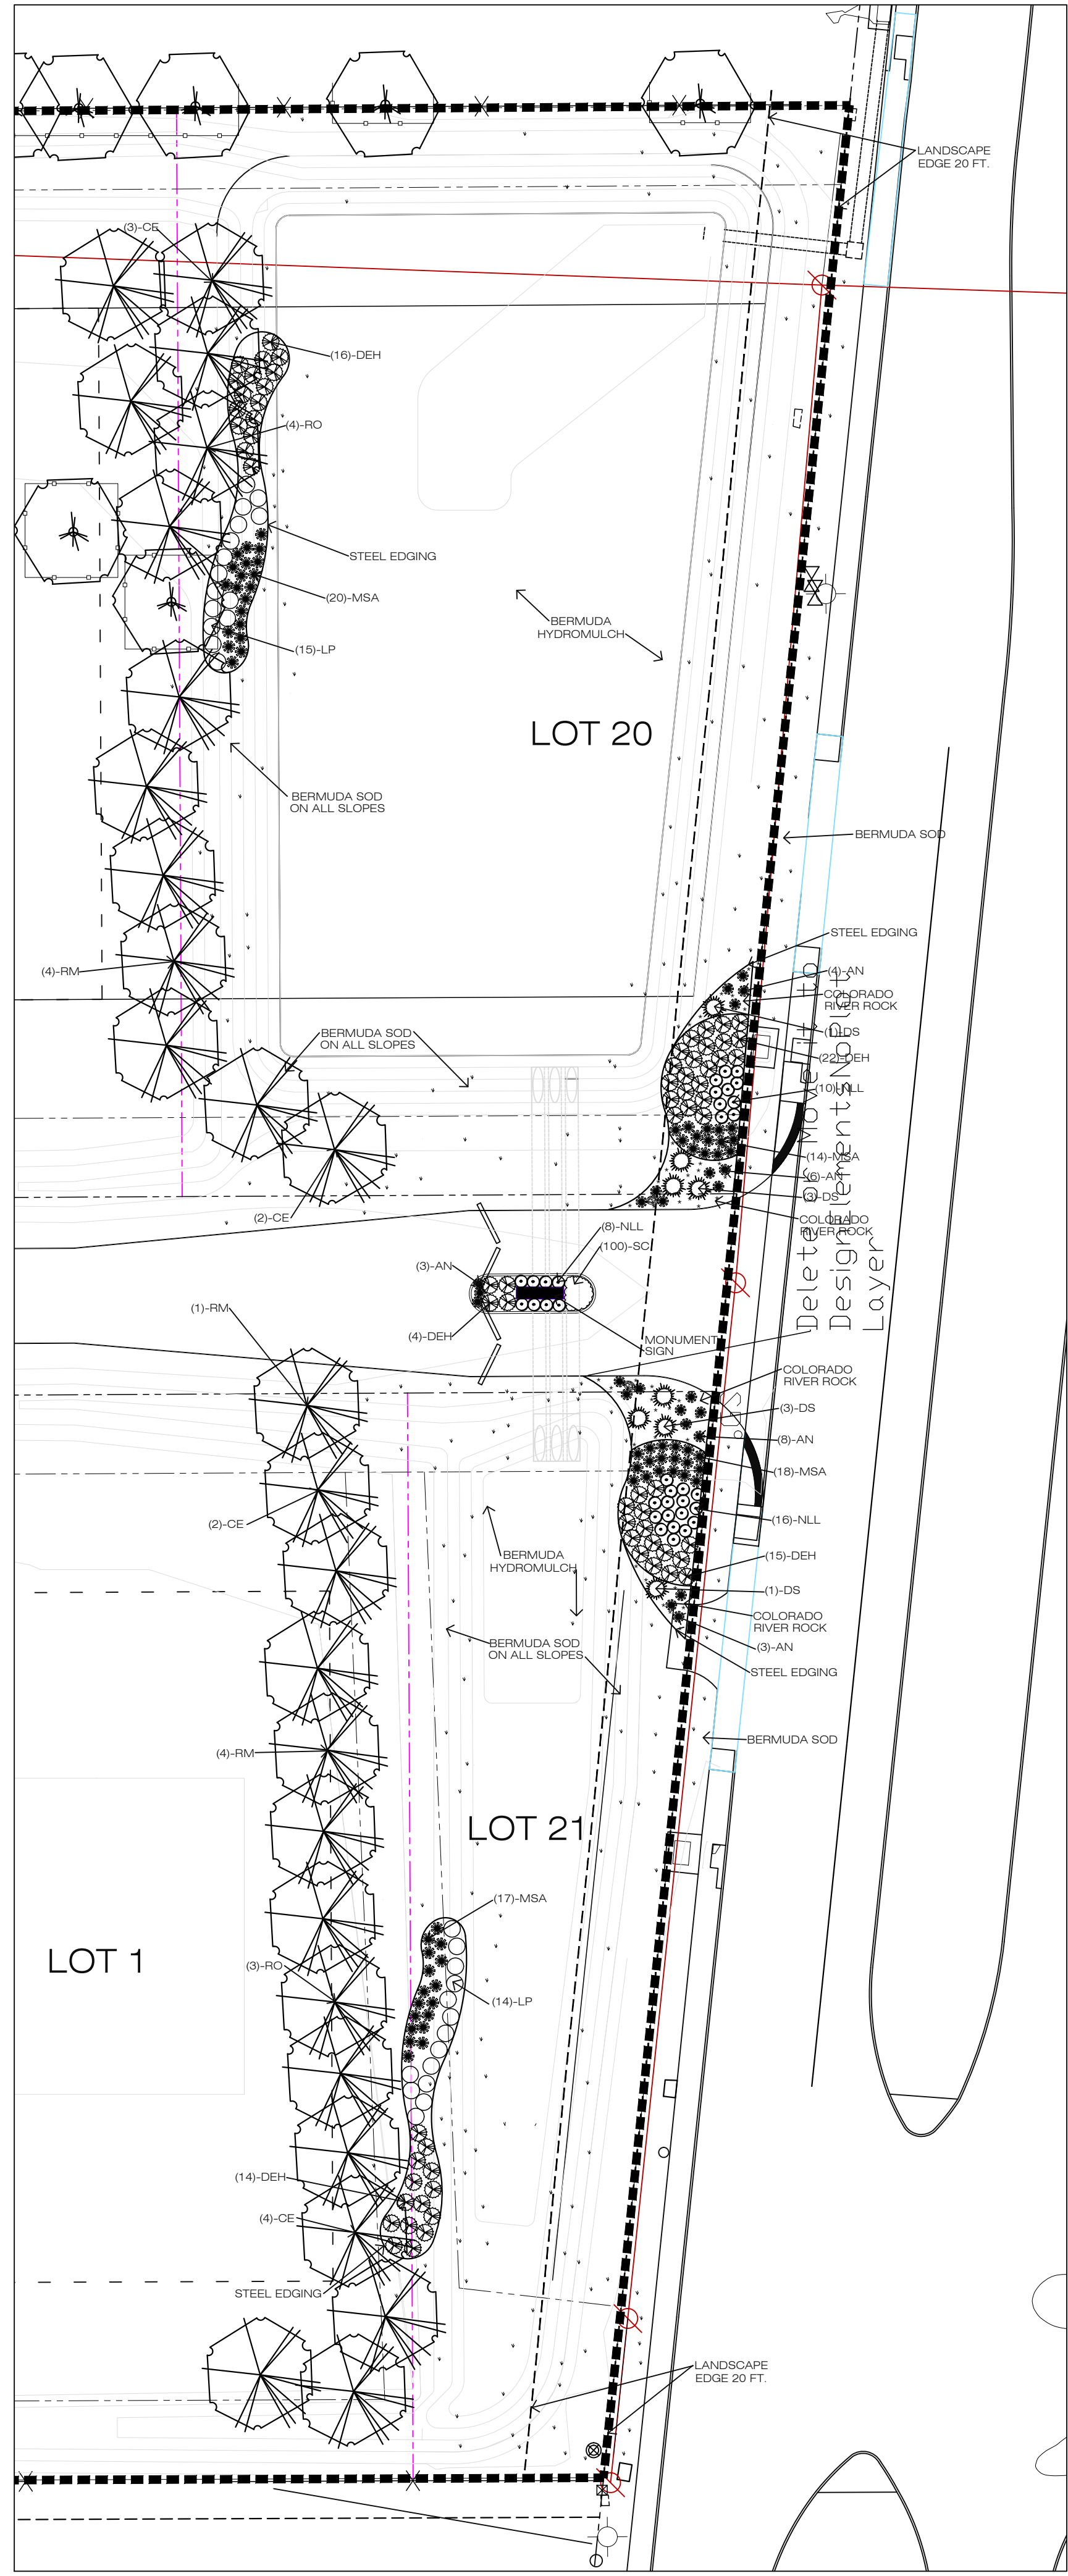 LANDSCAPE
EDGE 20 FT.
(3)-CE
(16)-DEH
(4)-RO
STEEL EDGING
(20)-MSA
BERMUDA
HYDROMULCH
(15)-LP
LOT 20
BERMUDA SOD
ON ALL SLOPES
BERMUDA SOD
STEEL EDGING
(4)-RM
(4)-AN
COLORADO
RIVER ROCK
(1)-DS
BERMUDA SOD
ON ALL SLOPES
(22)-DEH
(10)-NLL
(14)-MSA
(6)-AN
(3)-DS
(2)-CE
COLORADO
RIVER ROCK
(8)-NLL
(100)-SC
(3)-AN
(1)-RM
(4)-DEH
MONUMENT
SIGN
Delete or Move it to
Design Elementz Noplt
Layer
COLORADO
RIVER ROCK
(3)-DS
(8)-AN
(18)-MSA
(2)-CE
(16)-NLL
BERMUDA
HYDROMULCH
(15)-DEH
(1)-DS
COLORADO
RIVER ROCK
(3)-AN
BERMUDA SOD
ON ALL SLOPES
STEEL EDGING
BERMUDA SOD
(4)-RM
LOT 21
(17)-MSA
LOT 1
(3)-RO
(14)-LP
(14)-DEH
(4)-CE
STEEL EDGING
LANDSCAPE
EDGE 20 FT.